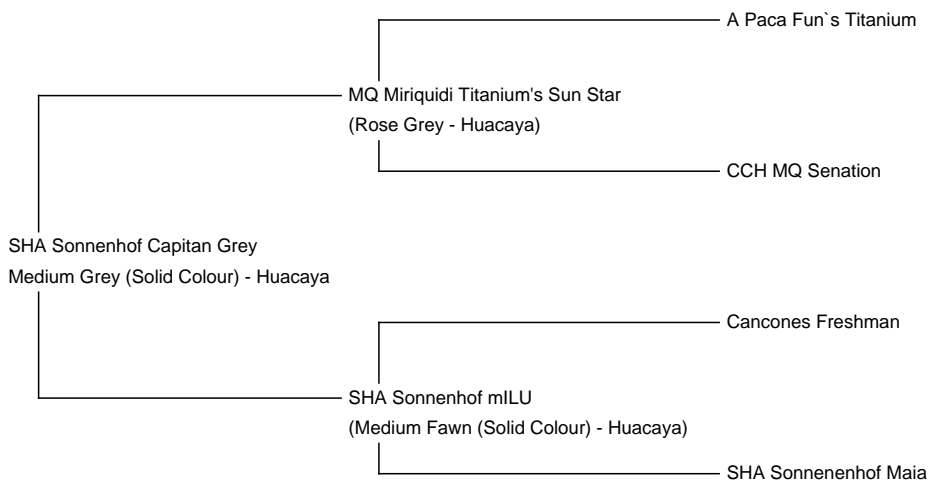 A Paca Fun`s Titanium
MQ Miriquidi Titanium's Sun Star
(Rose Grey - Huacaya)
CCH MQ Senation
SHA Sonnenhof Capitan Grey
Medium Grey (Solid Colour) - Huacaya
Cancones Freshman
SHA Sonnenhof mILU
(Medium Fawn (Solid Colour) - Huacaya)
SHA Sonnenenhof Maia